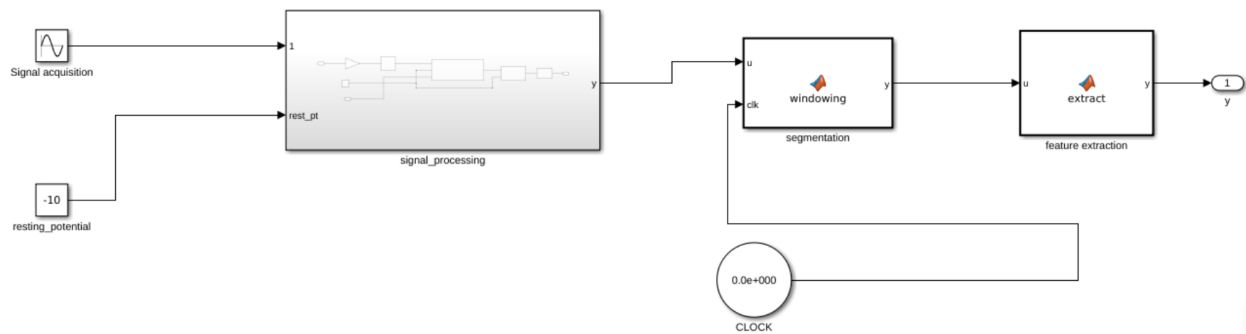 Signal acquisition
-10
resting_potential
1
rest_pt
y
signal_processing
u
clk
windowing
y
segmentation
u
extract
y
feature extraction
1
y
0.0e+000
CLOCK